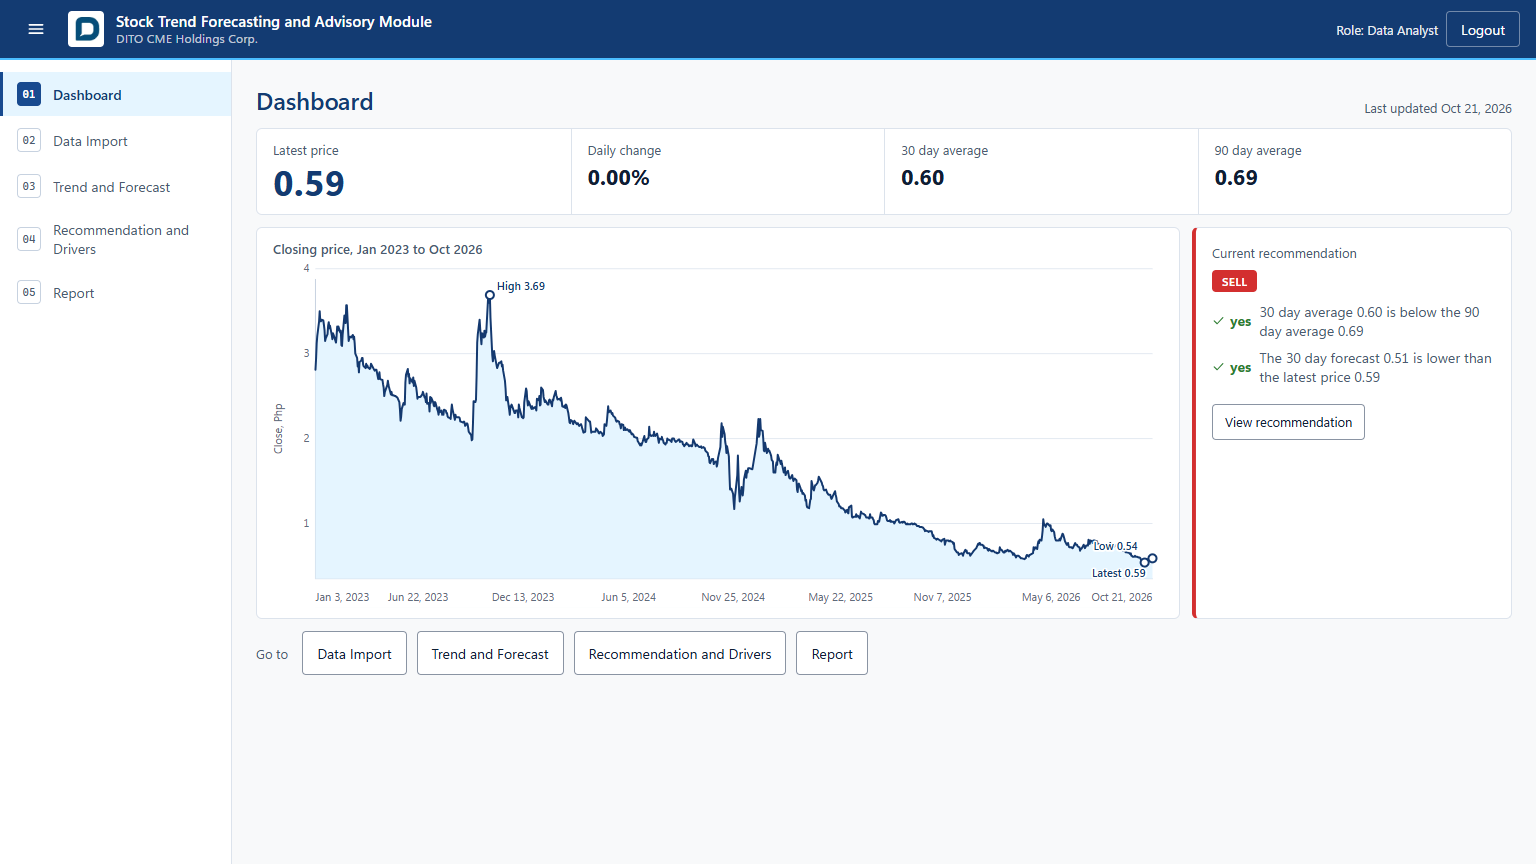 Stock Trend Forecasting and Advisory Module
DITO CME Holdings Corp.
Role: Data Analyst
Logout
01 Dashboard
02 Data Import
03 Trend and Forecast
04 Recommendation and
Drivers
05 Report
Dashboard
Last updated Oct 21, 2026
Latest price
0.59
Daily change
0.00%
30 day average
0.60
90 day average
0.69
Closing price, Jan 2023 to Oct 2026
4
3
2
1
Close, Php
High 3.69
Low 0.54
Latest 0.59
Jan 3, 2023
Jun 22, 2023
Dec 13, 2023
Jun 5, 2024
Nov 25, 2024
May 22, 2025
Nov 7, 2025
May 6, 2026
Oct 21, 2026
Current recommendation
SELL
yes 30 day average 0.60 is below the 90
day average 0.69
yes The 30 day forecast 0.51 is lower than
the latest price 0.59
View recommendation
Go to
Data Import
Trend and Forecast
Recommendation and Drivers
Report